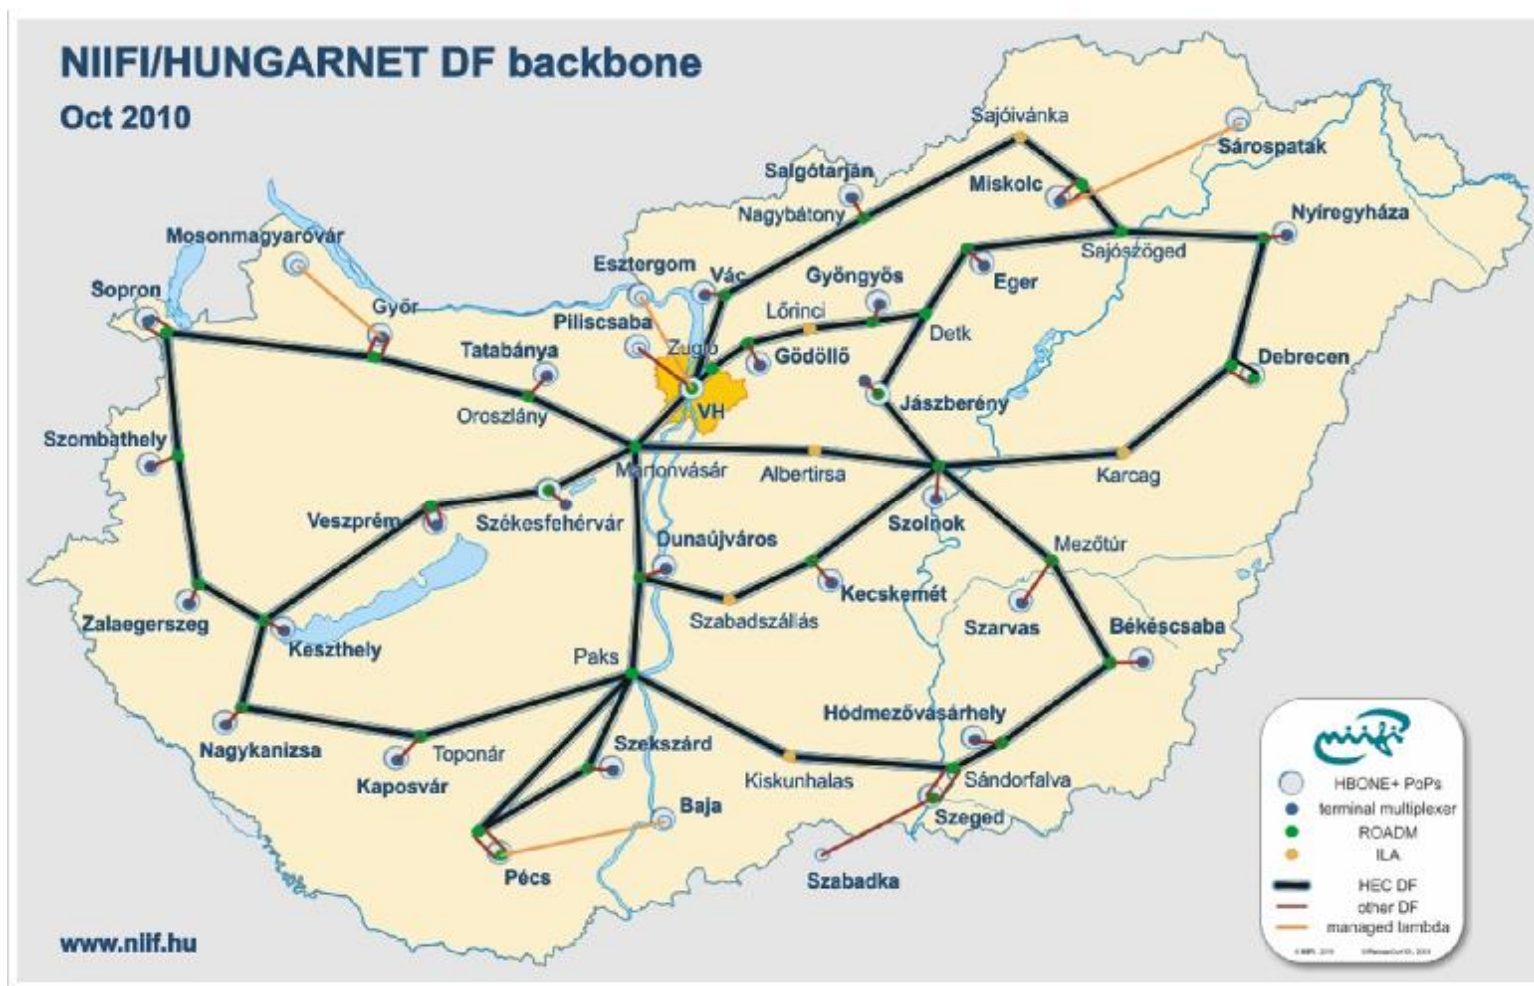 NIIFI/HUNGARNET DF backbone
Oct 2010
Sajóivánka
Sárospatak
Salgótarján
Miskolc
Nagybátony
Nyíregyháza
Mosonmagyaróvár
Esztergom
Vác
Gyöngyös
Sajószöged
Eger
Sopron
Győr
Piliscsaba
Lőrinci
Zugló
Detk
Tatabánya
Gödöllő
Debrecen
Oroszlány
VH
Jászberény
Szombathely
Martonvásár
Albertirsa
Karcag
Veszprém
Székesfehérvár
Szolnok
Dunaújváros
Mezőtúr
Kecskemét
Zalaegerszeg
Szabadszállás
Szarvas
Békéscsaba
Keszthely
Paks
Hódmezővásárhely
Nagykanizsa
Toponár
Szekszárd
Kaposvár
Kiskunhalas
Sándorfalva
Baja
Szeged
Pécs
Szabadka
niifi
HBONE+ PoPs
terminal multiplexer
ROADM
ILA
HEC DF
other DF
managed lambda
www.niif.hu